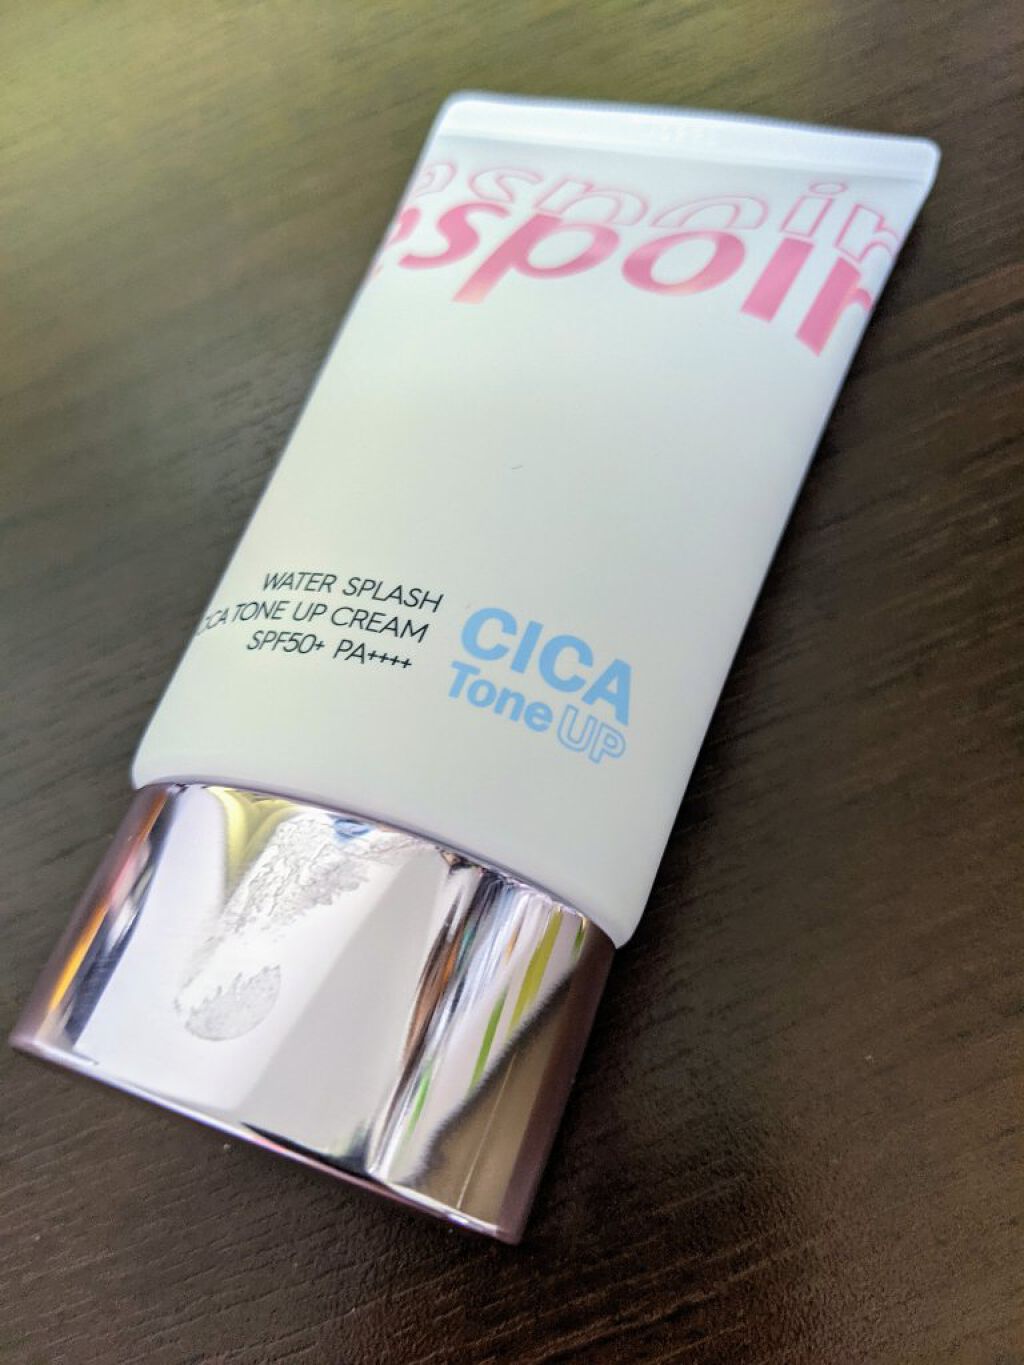 espoir
espoir
WATER SPLASH
CICA TONE UP CREAM
SPF50+ PA++++
CICA
Tone UP